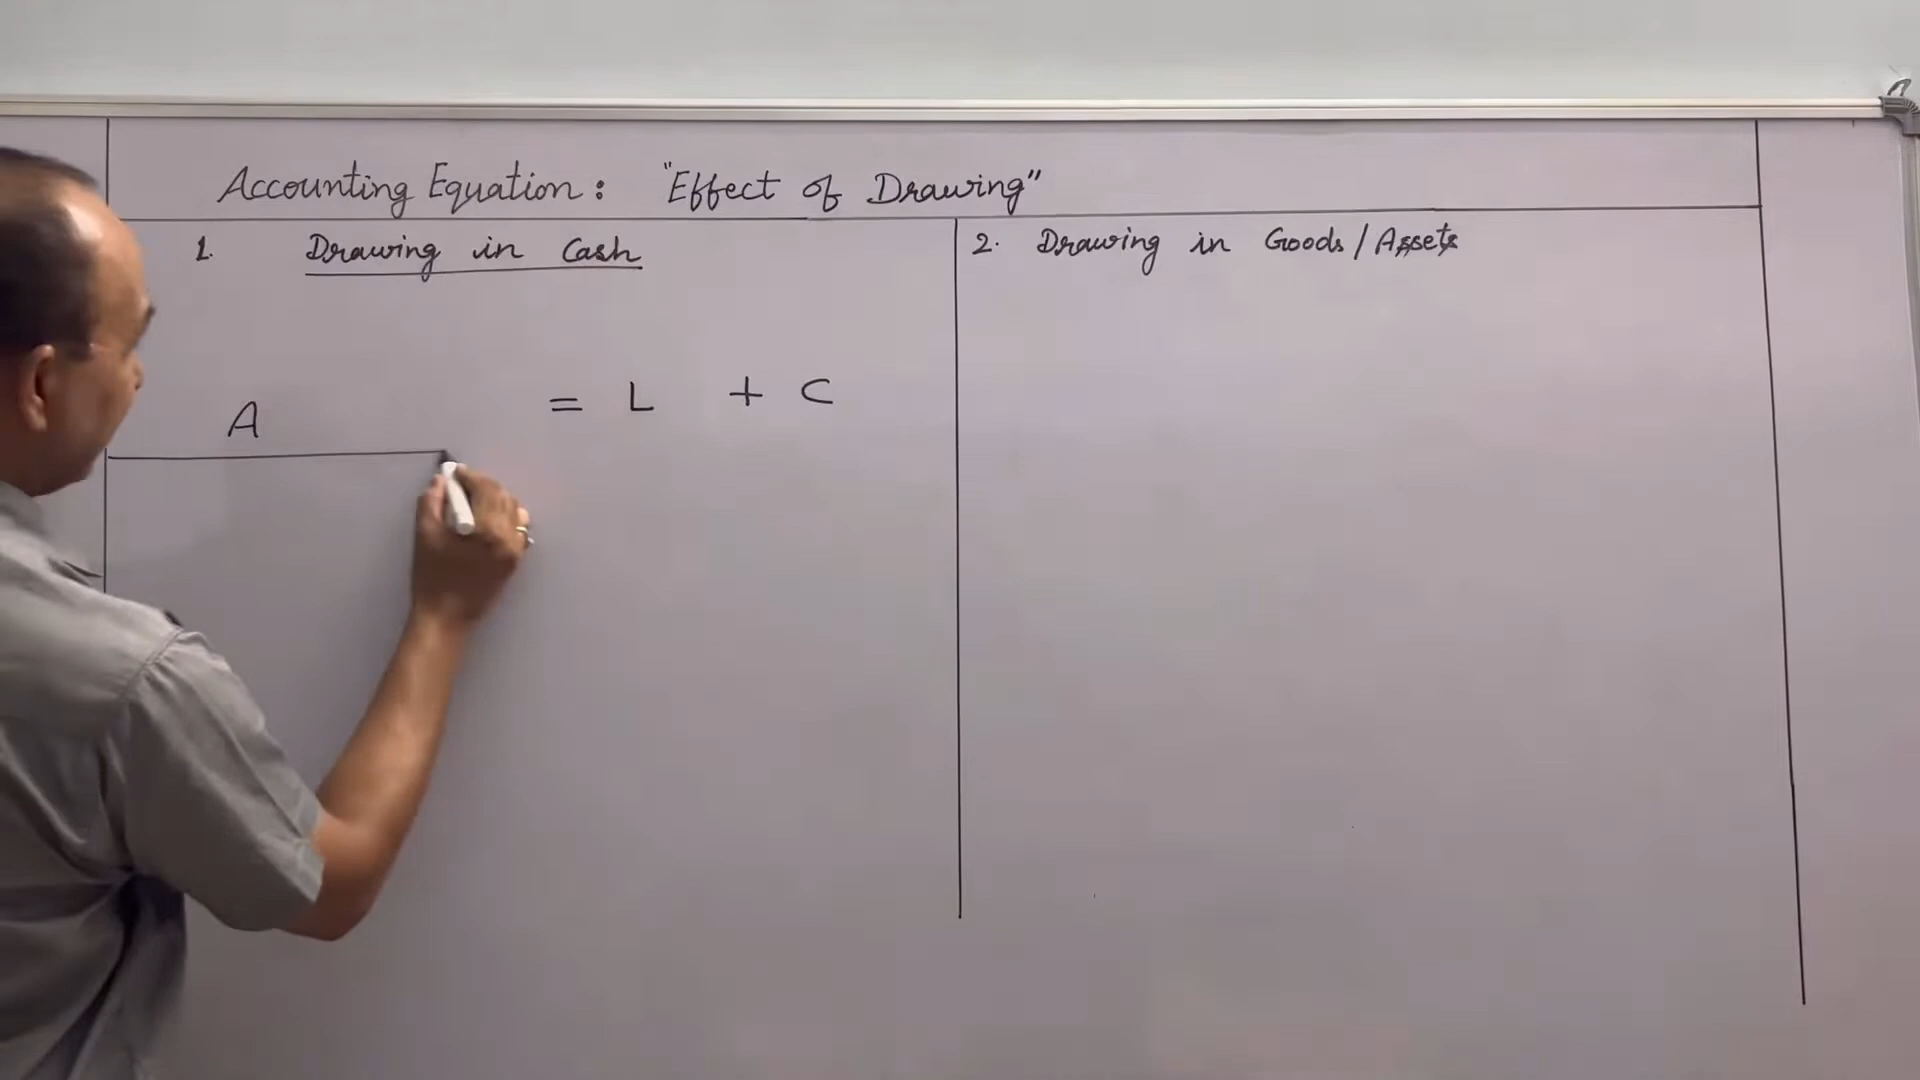 Accounting Equation: "Effect of Drawing"
1. Drawing in Cash
A = L + C
2. Drawing in Goods/Assets